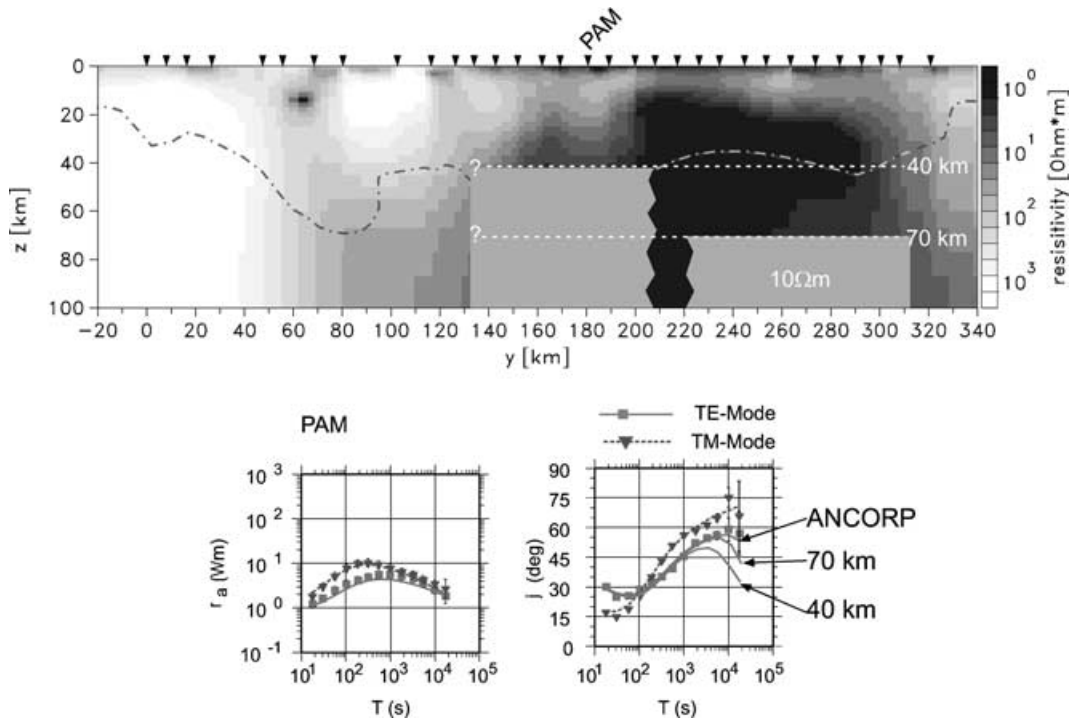 PAM
0
20
40
60
80
100
z [km]
? 40 km
? 70 km
10Ωm
-20 0 20 40 60 80 100 120 140 160 180 200 220 240 260 280 300 320 340
y [km]
10 0
10 1
10 2
10 3
resisitivity [Ohm*m]
PAM
TE-Mode
TM-Mode
10 3
10 2
10 1
10 0
10 -1
r a (Wm)
10 1 10 2 10 3 10 4 10 5
T (s)
90
75
60
45
30
15
0
j (deg)
10 1 10 2 10 3 10 4 10 5
T (s)
ANCORP
70 km
40 km